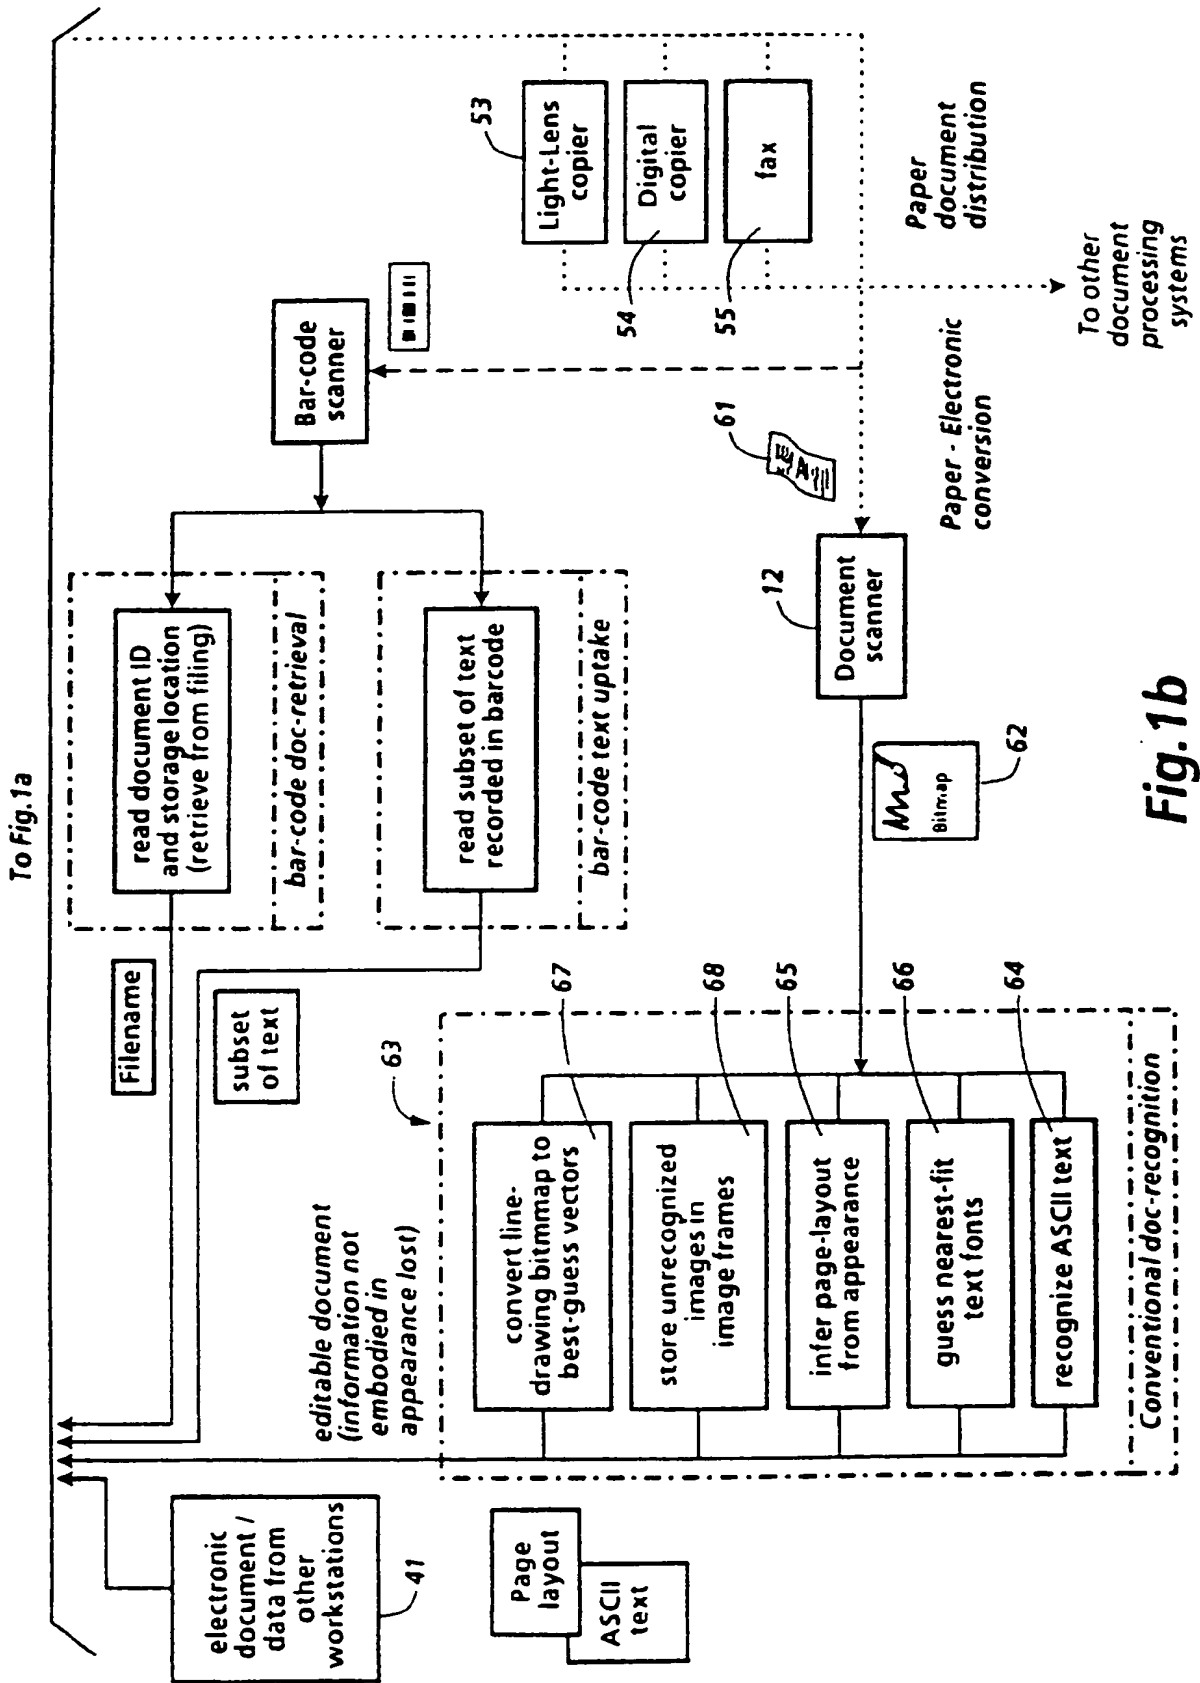 To Fig.1a
electronic
document /
data from
other
workstations
41
Page
layout
ASCII
text
Filename
subset
of text
read document ID
and storage location
(retrieve from filing)
bar-code doc-retrieval
read subset of text
recorded in barcode
bar-code text uptake
Bar-code
scanner
53
Light-Lens
copier
54
Digital
copier
55
fax
Paper
document
distribution
To other
document
processing
systems
Paper - Electronic
conversion
61
12
Document
scanner
Bitmap
62
editable document
(information not
embodied in
appearance lost)
63
convert line-
drawing bitmmap to
best-guess vectors
67
store unrecognized
images in
image frames
68
infer page-layout
from appearance
65
guess nearest-fit
text fonts
66
recognize ASCII text
64
Conventional doc-recognition
Fig.1b